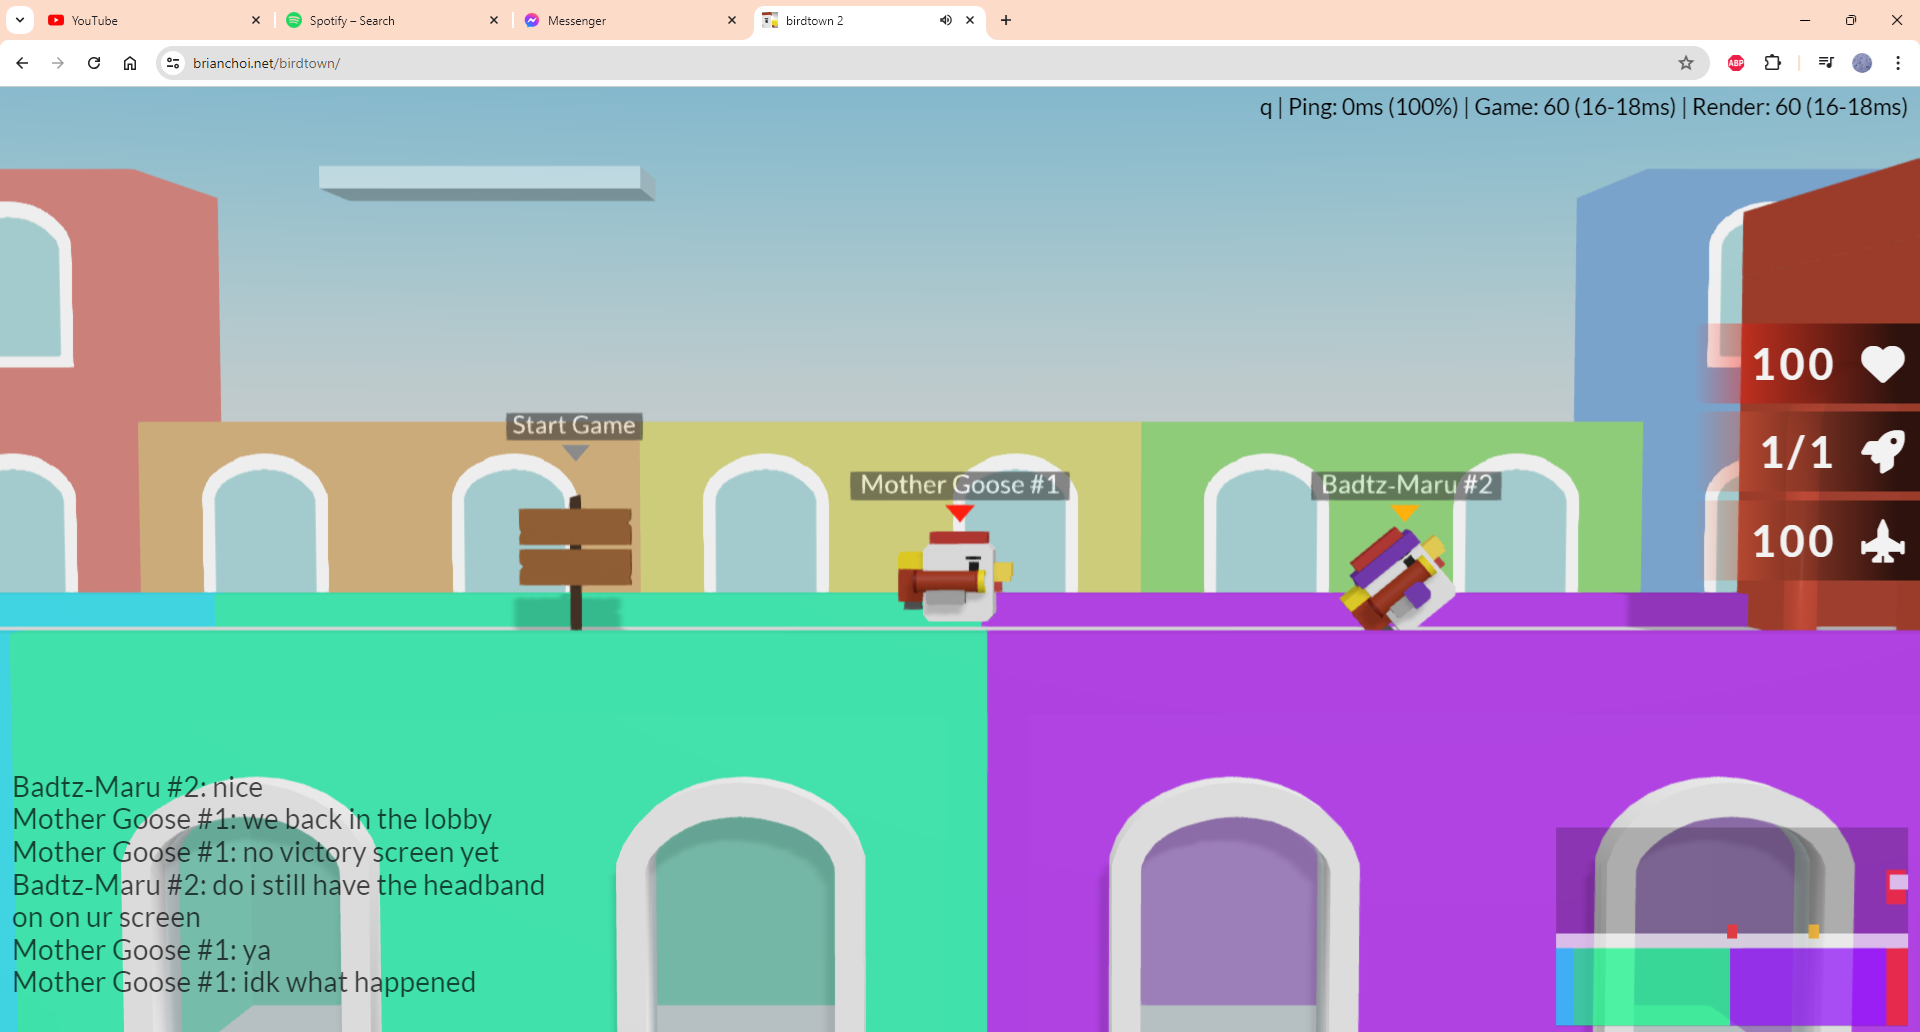 YouTube
Spotify – Search
Messenger
birdtown 2
brianchoi.net/birdtown/
ABP
q | Ping: 0ms (100%) | Game: 60 (16-18ms) | Render: 60 (16-18ms)
100
Start Game
1/1
Mother Goose #1
Badtz-Maru #2
100
Badtz-Maru #2: nice
Mother Goose #1: we back in the lobby
Mother Goose #1: no victory screen yet
Badtz-Maru #2: do i still have the headband
on on ur screen
Mother Goose #1: ya
Mother Goose #1: idk what happened